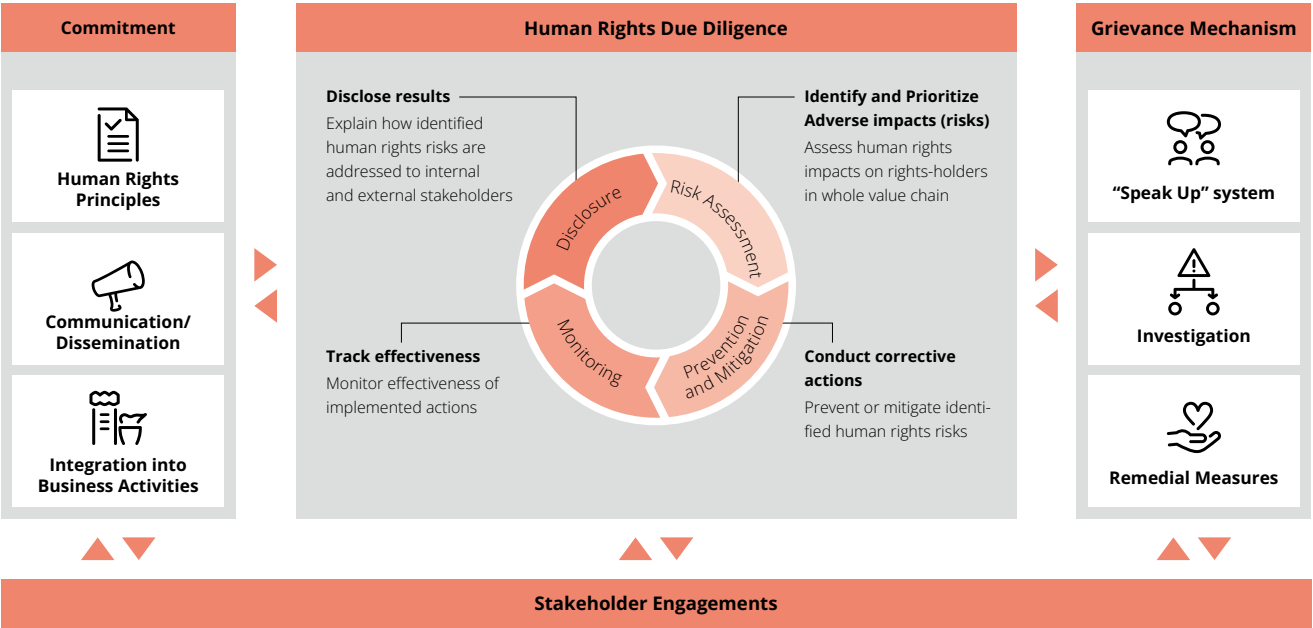 Commitment
Human Rights
Principles
Communication/
Dissemination
Integration into
Business Activities
Human Rights Due Diligence
Disclose results
Explain how identified
human rights risks are
addressed to internal
and external stakeholders
Identify and Prioritize
Adverse impacts (risks)
Assess human rights
impacts on rights-holders
in whole value chain
Disclosure
Risk Assessment
Monitoring
Prevention
and Mitigation
Track effectiveness
Monitor effectiveness of
implemented actions
Conduct corrective
actions
Prevent or mitigate identi-
fied human rights risks
Grievance Mechanism
“Speak Up” system
Investigation
Remedial Measures
Stakeholder Engagements